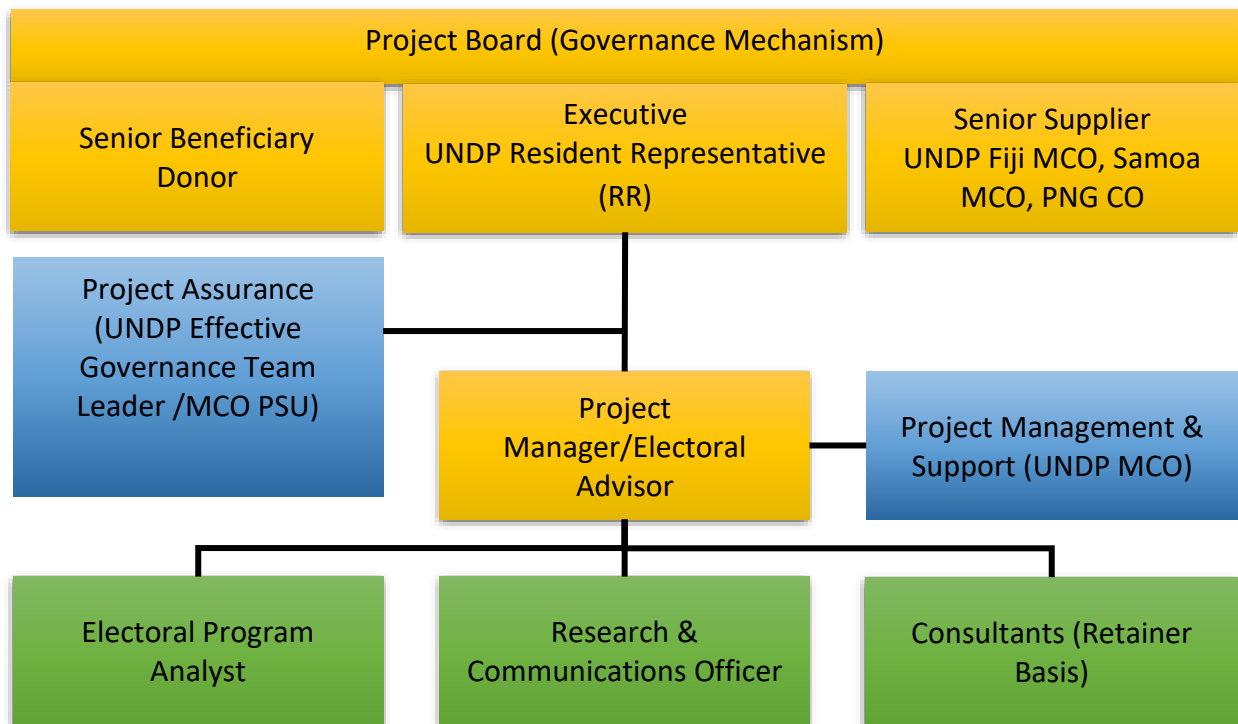 Project Board (Governance Mechanism)
Senior Beneficiary
Donor
Executive
UNDP Resident Representative
(RR)
Senior Supplier
UNDP Fiji MCO, Samoa
MCO, PNG CO
Project Assurance
(UNDP Effective
Governance Team
Leader /MCO PSU)
Project
Manager/Electoral
Advisor
Project Management &
Support (UNDP MCO)
Electoral Program
Analyst
Research &
Communications Officer
Consultants (Retainer
Basis)